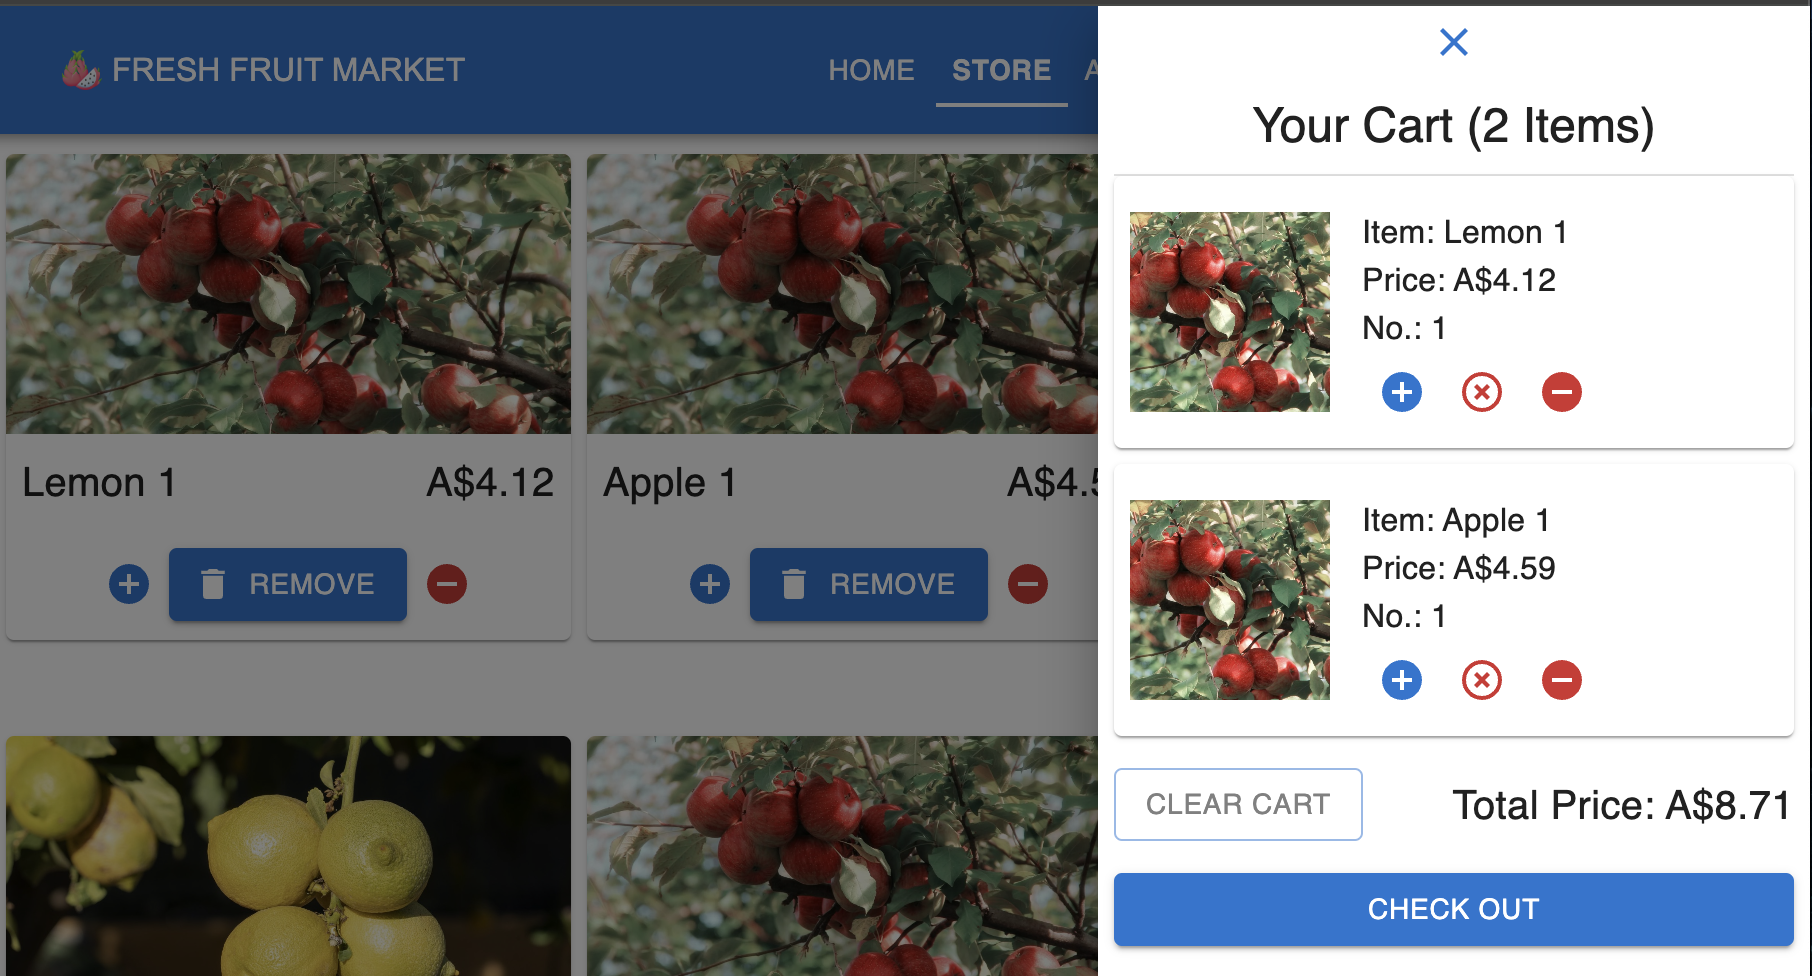 FRESH FRUIT MARKET
HOME STORE
Lemon 1 A$4.12
REMOVE
Apple 1
REMOVE
Your Cart (2 Items)
Item: Lemon 1
Price: A$4.12
No.: 1
Item: Apple 1
Price: A$4.59
No.: 1
CLEAR CART
Total Price: A$8.71
CHECK OUT